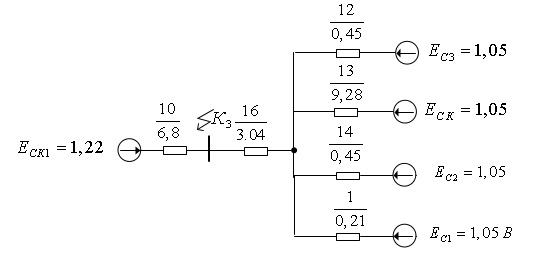 12
0,45
E_C3 = 1,05
13
9,28
E_CK = 1,05
10
6,8
K_3
16
3.04
E_CK1 = 1,22
14
0,45
E_C2 = 1,05
1
0,21
E_C1 = 1,05 В